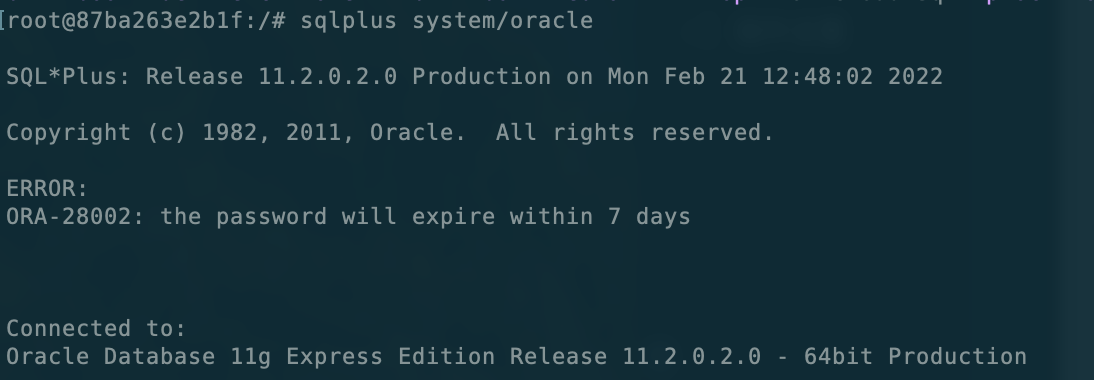 root@87ba263e2b1f:/# sqlplus system/oracle
SQL*Plus: Release 11.2.0.2.0 Production on Mon Feb 21 12:48:02 2022
Copyright (c) 1982, 2011, Oracle.  All rights reserved.
ERROR:
ORA-28002: the password will expire within 7 days
Connected to:
Oracle Database 11g Express Edition Release 11.2.0.2.0 - 64bit Production